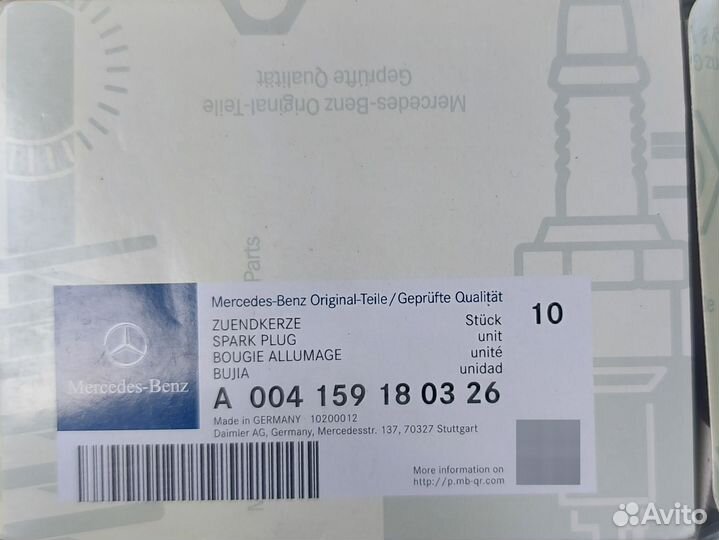 Mercedes-Benz Original-Teile
Geprüfte Qualität
Parts
Mercedes-Benz
Mercedes-Benz Original-Teile/Geprüfte Qualität
ZUENDKERZE Stück 10
SPARK PLUG unit
BOUGIE ALLUMAGE unité
BUJIA unidad
A 004 159 18 03 26
Made in GERMANY 10200012
Daimler AG, Germany, Mercedesstr. 137, 70327 Stuttgart
More information on
http://p.mb-qr.com
Avito